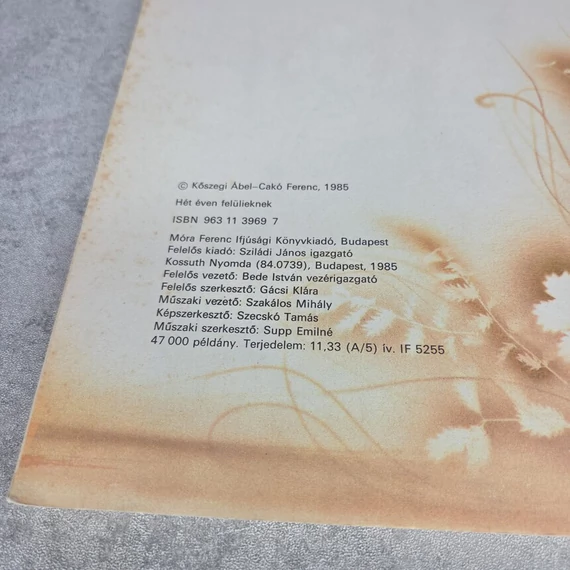 © Kőszegi Ábel–Cakó Ferenc, 1985
Hét éven felülieknek
ISBN 963 11 3969 7
Móra Ferenc Ifjúsági Könyvkiadó, Budapest
Felelős kiadó: Sziládi János igazgató
Kossuth Nyomda (84.0739), Budapest, 1985
Felelős vezető: Bede István vezérigazgató
Felelős szerkesztő: Gácsi Klára
Műszaki vezető: Szakálos Mihály
Képszerkesztő: Szecskó Tamás
Műszaki szerkesztő: Supp Emilné
47 000 példány. Terjedelem: 11,33 (A/5) ív. IF 5255